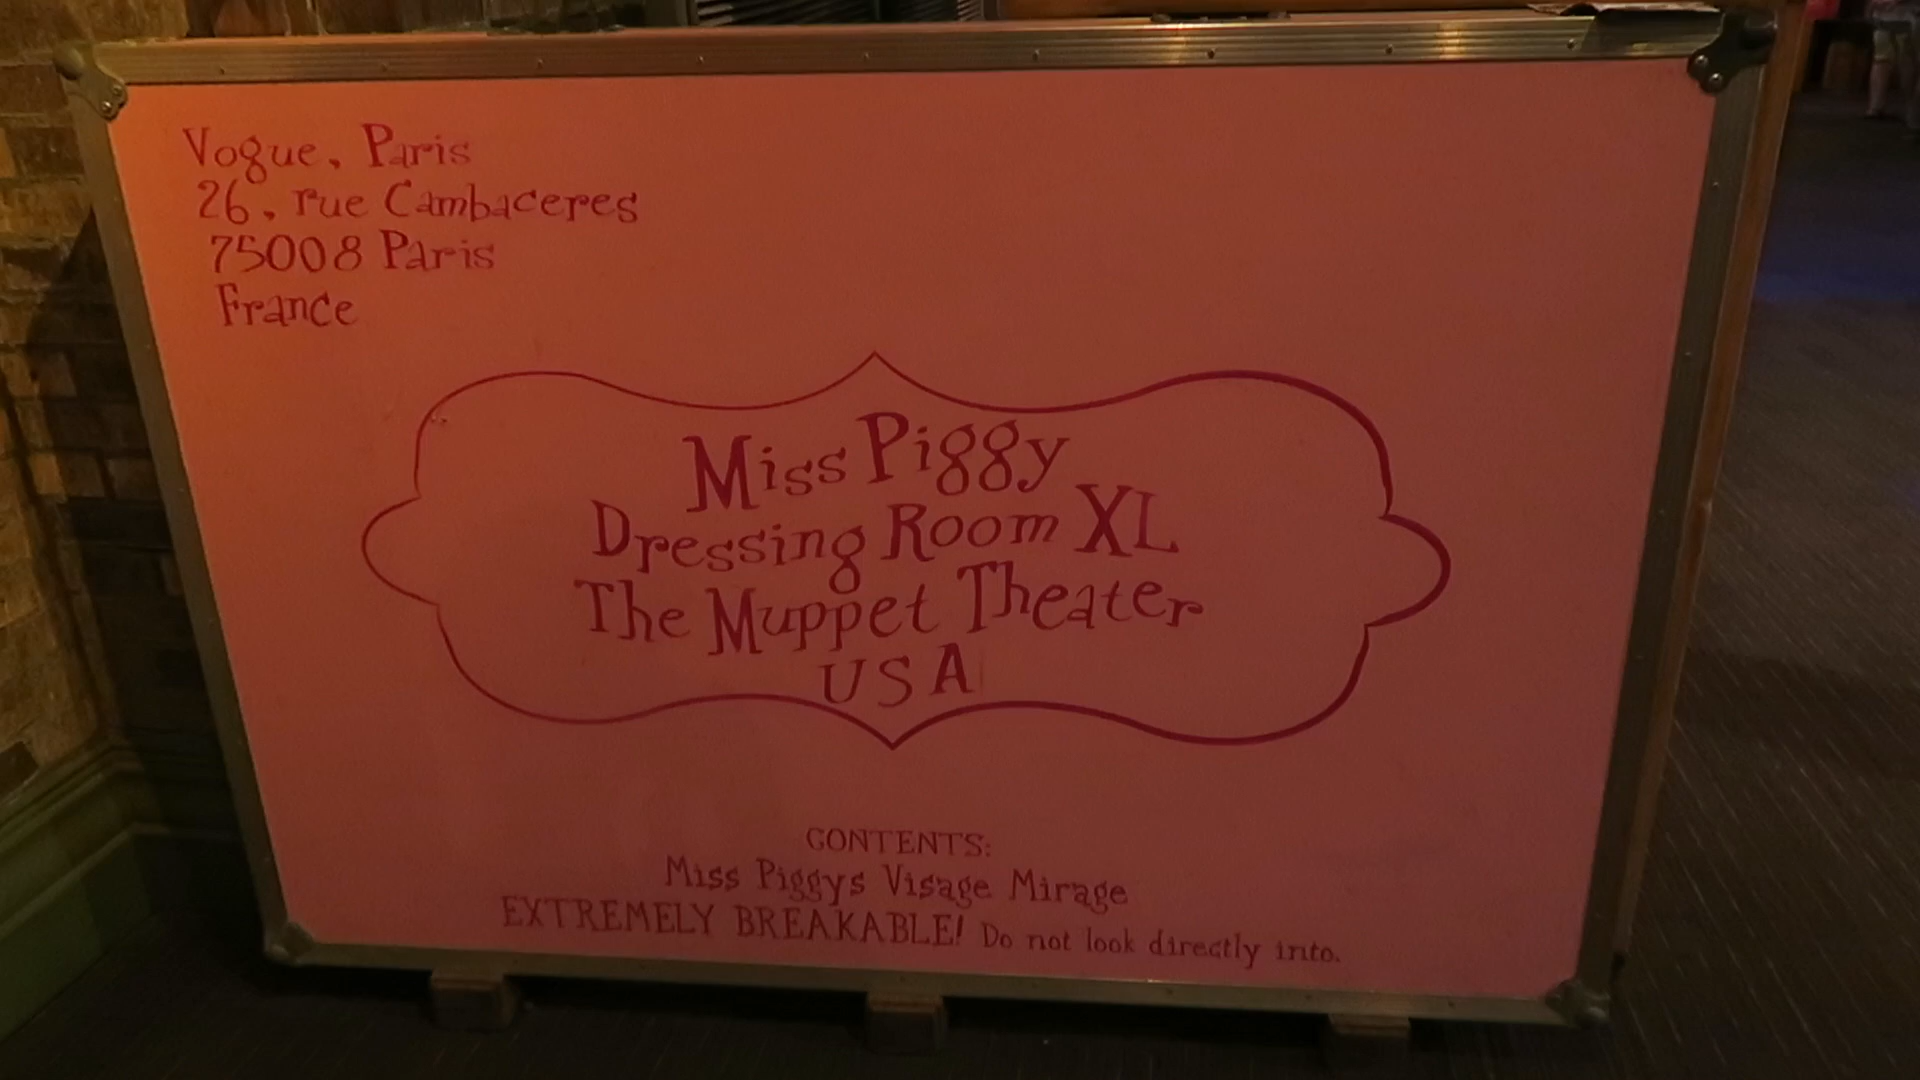 Vogue, Paris
26, rue Cambaceres
75008 Paris
France
Miss Piggy
Dressing Room XL
The Muppet Theater
USA
CONTENTS:
Miss Piggys Visage Mirage
EXTREMELY BREAKABLE! Do not look directly into.